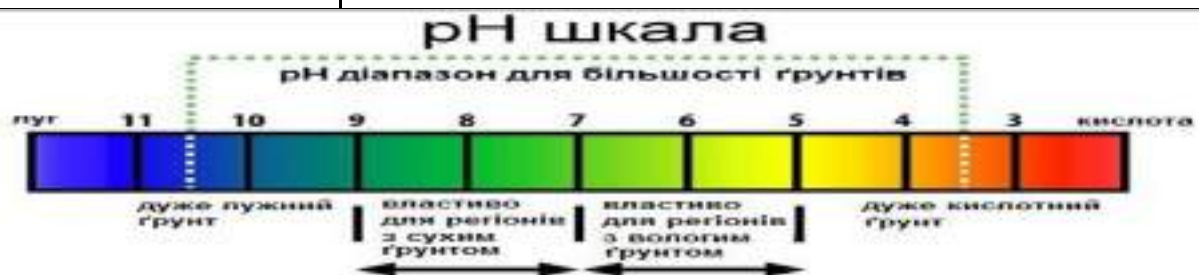 pH шкала
pH діапазон для більшості ґрунтів
луг 11 10 9 8 7 6 5 4 3 кислота
дуже лужний
ґрунт
властиво
для регіонів
з сухим
ґрунтом
властиво
для регіонів
з вологим
ґрунтом
дуже кислотний
ґрунт